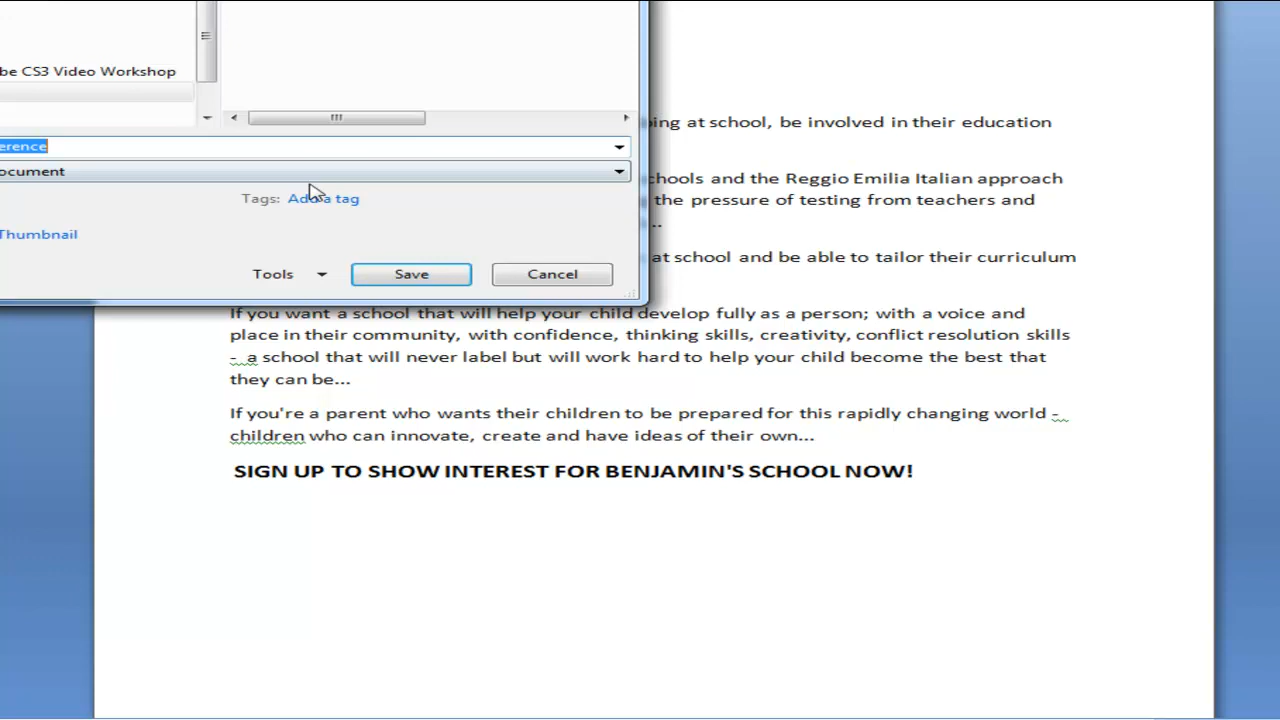 be CS3 Video Workshop
erence
ocument
Tags: Add a tag
Thumbnail
Tools
Save
Cancel
ing at school, be involved in their education
chools and the Reggio Emilia Italian approach
the pressure of testing from teachers and
..
at school and be able to tailor their curriculum
If you want a school that will help your child develop fully as a person; with a voice and
place in their community, with confidence, thinking skills, creativity, conflict resolution skills
- a school that will never label but will work hard to help your child become the best that
they can be...
If you're a parent who wants their children to be prepared for this rapidly changing world -
children who can innovate, create and have ideas of their own...
SIGN UP TO SHOW INTEREST FOR BENJAMIN'S SCHOOL NOW!